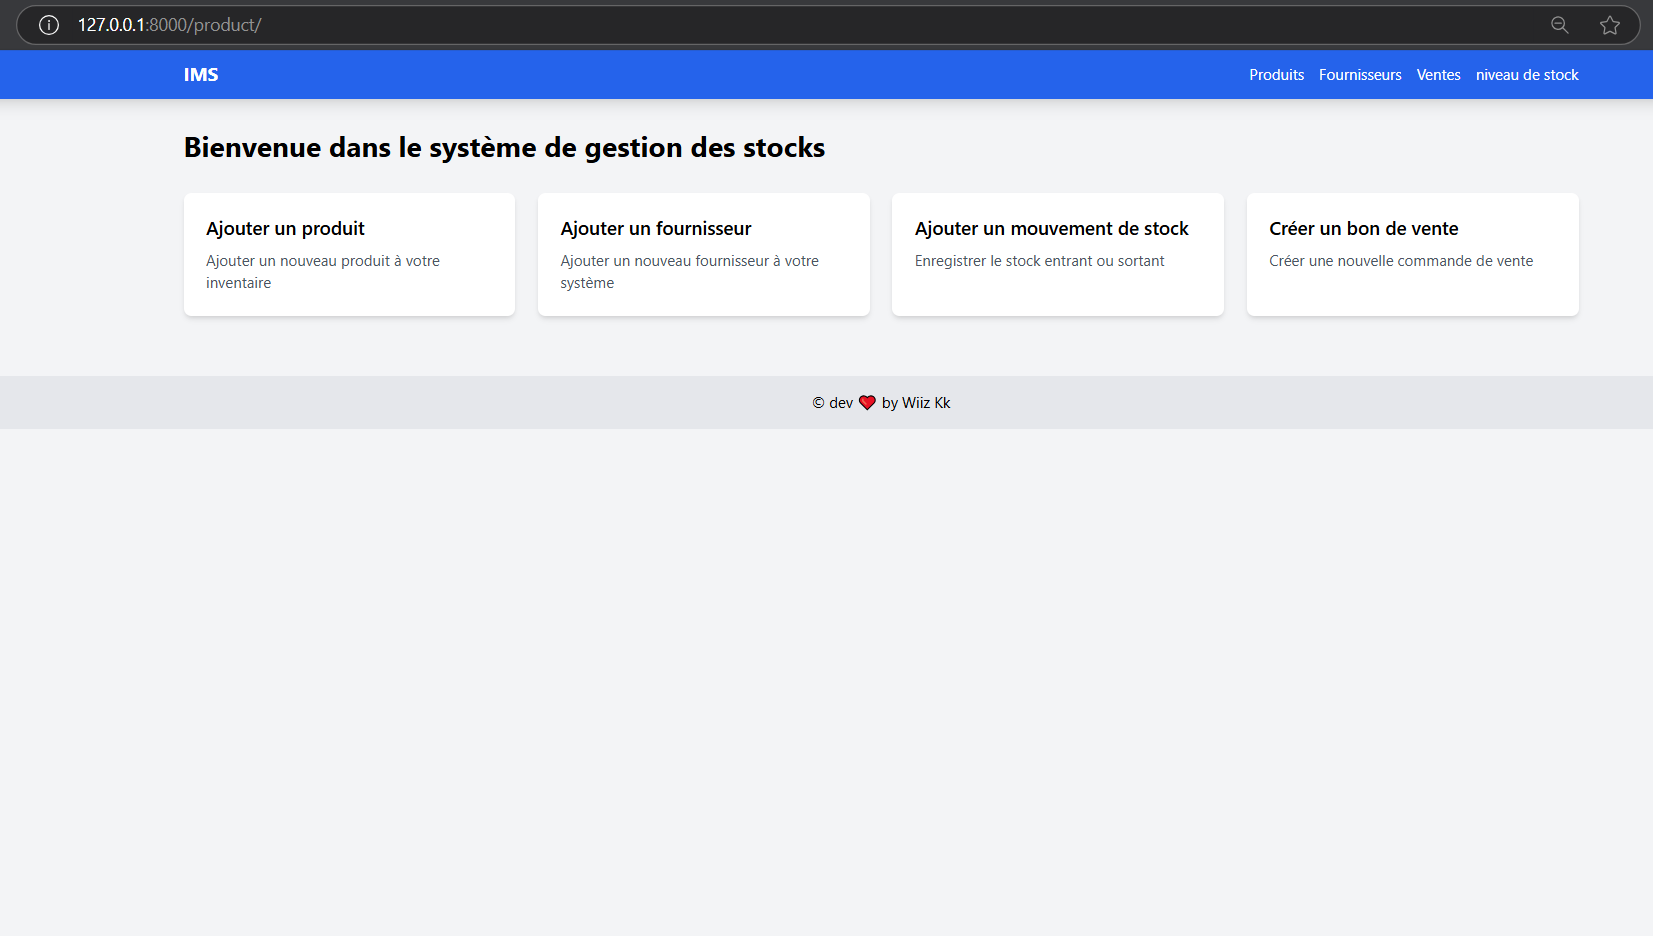 127.0.0.1:8000/product/
IMS
Produits Fournisseurs Ventes niveau de stock
Bienvenue dans le système de gestion des stocks
Ajouter un produit
Ajouter un nouveau produit à votre
inventaire
Ajouter un fournisseur
Ajouter un nouveau fournisseur à votre
système
Ajouter un mouvement de stock
Enregistrer le stock entrant ou sortant
Créer un bon de vente
Créer une nouvelle commande de vente
© dev ❤️ by Wiiz Kk